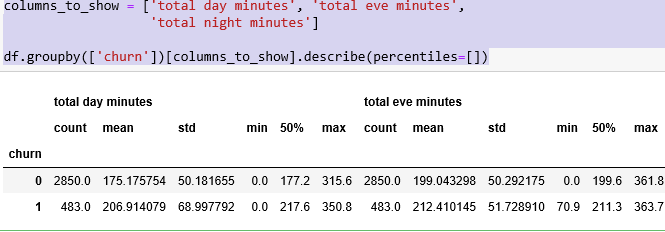 columns_to_show = ['total day minutes', 'total eve minutes',
'total night minutes']
df.groupby(['churn'])[columns_to_show].describe(percentiles=[])
total day minutes total eve minutes
count mean std min 50% max count mean std min 50% max
churn
0 2850.0 175.175754 50.181655 0.0 177.2 315.6 2850.0 199.043298 50.292175 0.0 199.6 361.8
1 483.0 206.914079 68.997792 0.0 217.6 350.8 483.0 212.410145 51.728910 70.9 211.3 363.7